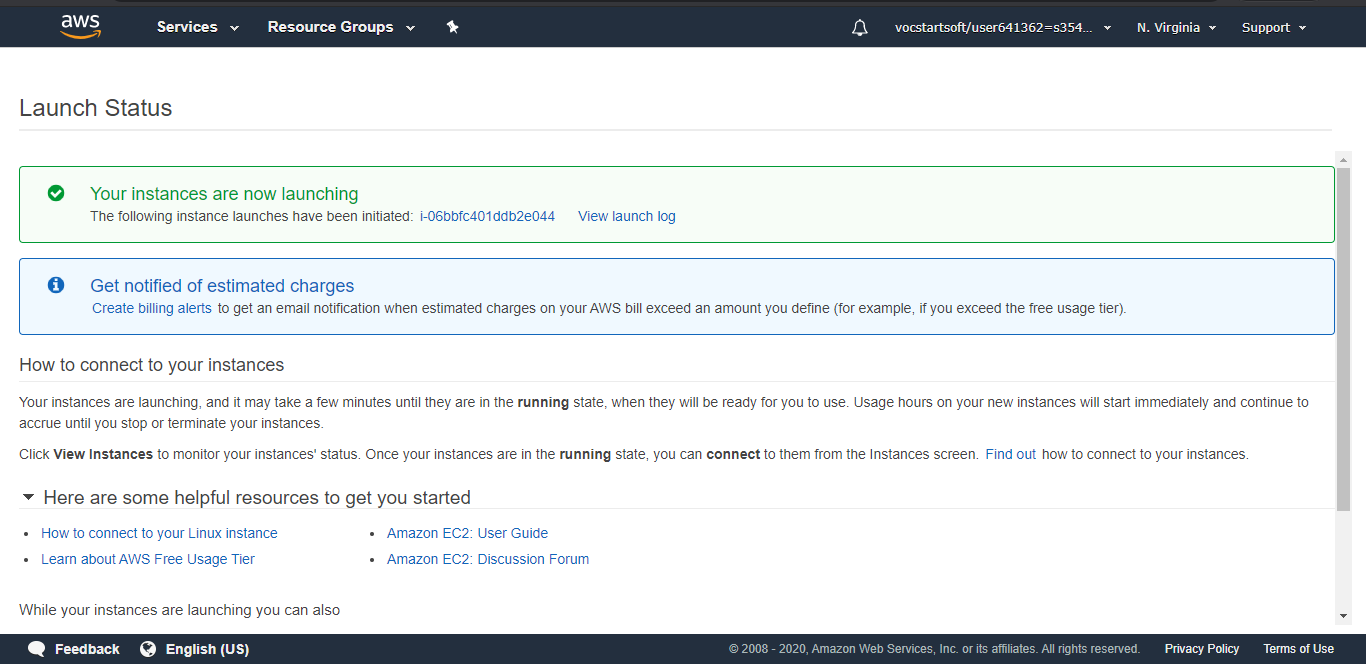 aws Services Resource Groups vocstartsoft/user641362=s354... N. Virginia Support
Launch Status
Your instances are now launching
The following instance launches have been initiated: i-06bbfc401ddb2e044 View launch log
Get notified of estimated charges
Create billing alerts to get an email notification when estimated charges on your AWS bill exceed an amount you define (for example, if you exceed the free usage tier).
How to connect to your instances
Your instances are launching, and it may take a few minutes until they are in the running state, when they will be ready for you to use. Usage hours on your new instances will start immediately and continue to
accrue until you stop or terminate your instances.
Click View Instances to monitor your instances' status. Once your instances are in the running state, you can connect to them from the Instances screen. Find out how to connect to your instances.
Here are some helpful resources to get you started
• How to connect to your Linux instance
• Learn about AWS Free Usage Tier
• Amazon EC2: User Guide
• Amazon EC2: Discussion Forum
While your instances are launching you can also
Feedback English (US) © 2008 - 2020, Amazon Web Services, Inc. or its affiliates. All rights reserved. Privacy Policy Terms of Use